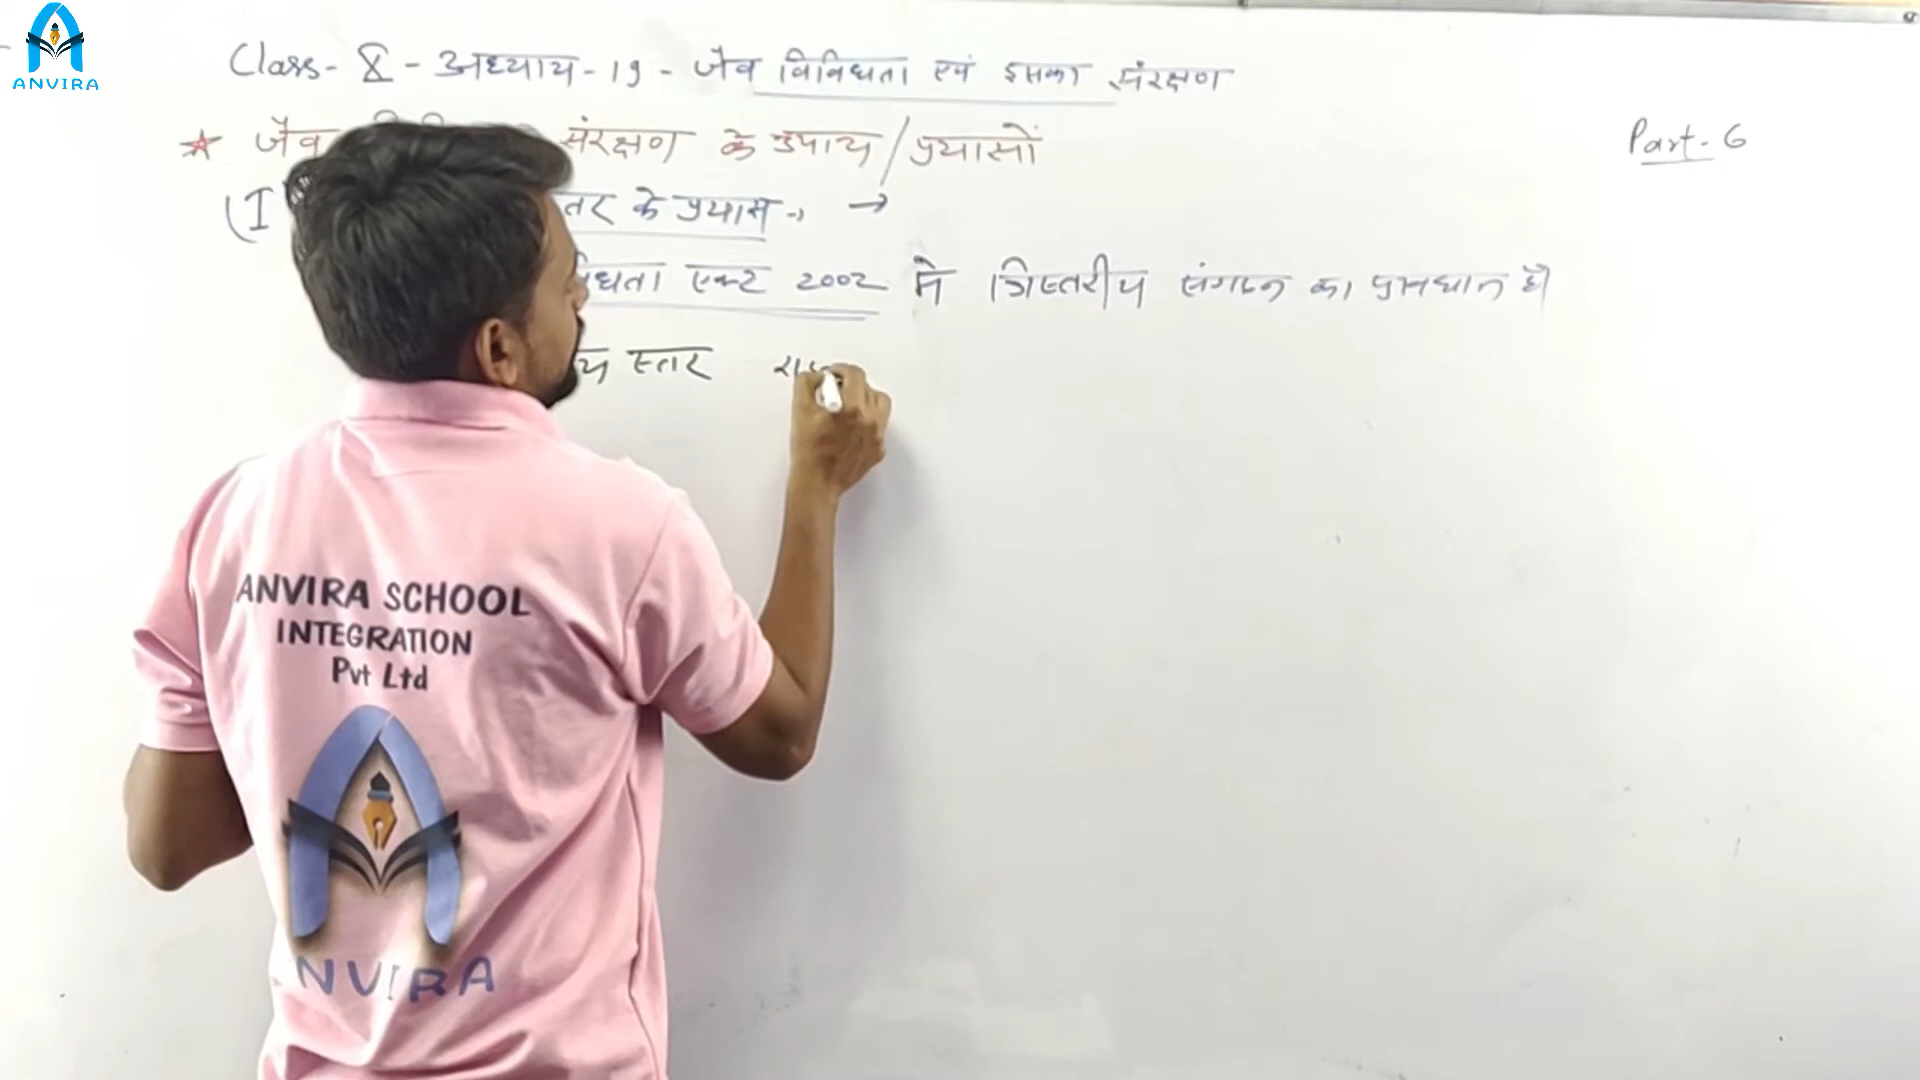 ANVIRA
Class - X - अध्याय - 19 - जैव विविधता एवं इसका संरक्षण
Part - 6
★ जैव संरक्षण के उपाय / प्रयासों
(I तर के प्रयास → →
िधता एक्ट 2002 में त्रिस्तरीय संगठन का प्रावधान है
य स्तर
ANVIRA SCHOOL
INTEGRATION
Pvt Ltd
NVIRA